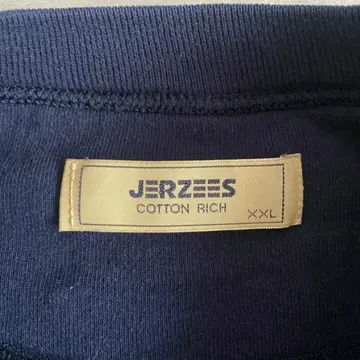 JERZEES
COTTON RICH
XXL